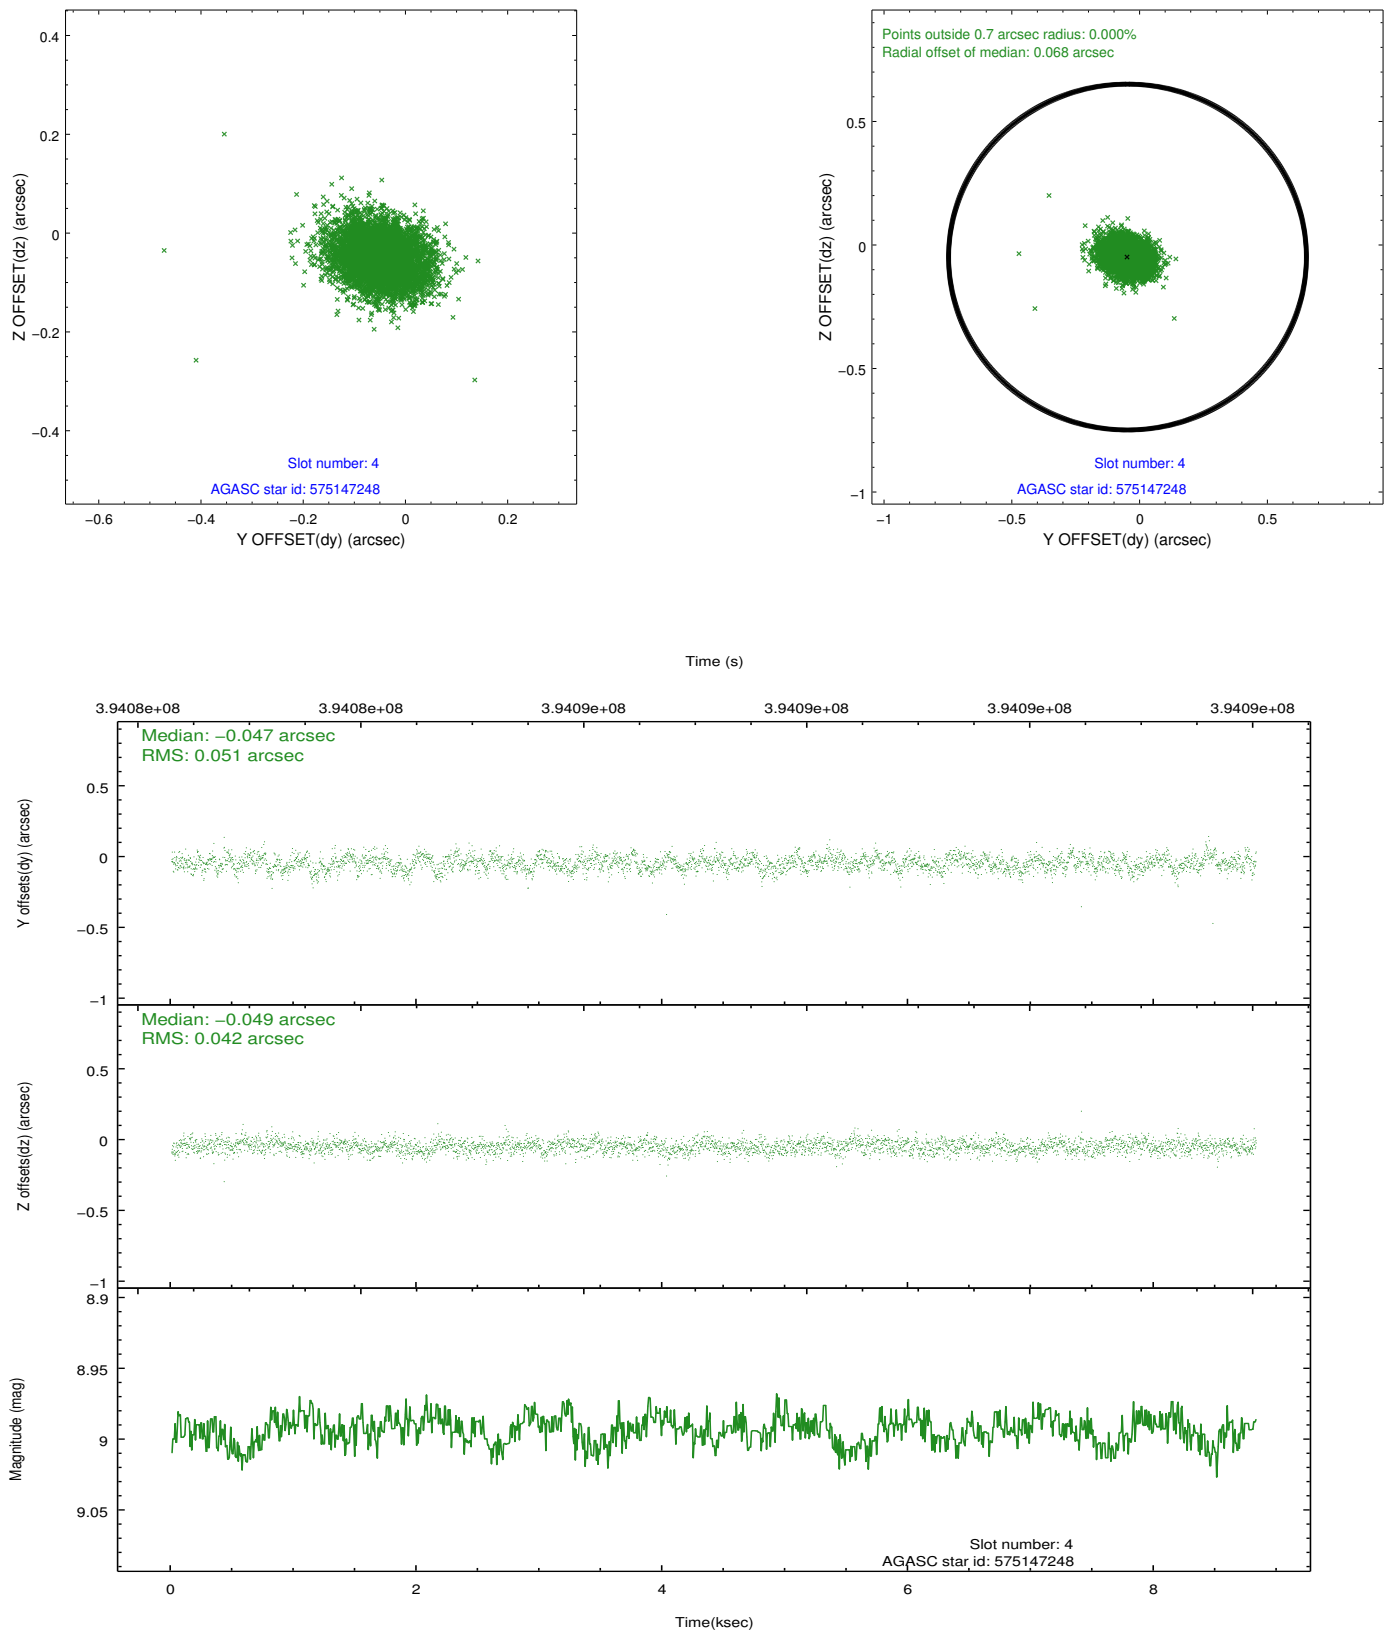 0.4
0.2
0
−0.2
−0.4
Z OFFSET(dz) (arcsec)
Slot number: 4
AGASC star id: 575147248
−0.6
−0.4
−0.2
0
0.2
Y OFFSET(dy) (arcsec)
Points outside 0.7 arcsec radius: 0.000%
Radial offset of median: 0.068 arcsec
0.5
0
−0.5
−1
Z OFFSET(dz) (arcsec)
Slot number: 4
AGASC star id: 575147248
−1
−0.5
0
0.5
Y OFFSET(dy) (arcsec)
Time (s)
3.9408e+08
3.9408e+08
3.9409e+08
3.9409e+08
3.9409e+08
3.9409e+08
Median: −0.047 arcsec
RMS: 0.051 arcsec
0.5
0
−0.5
−1
Y offsets(dy) (arcsec)
Median: −0.049 arcsec
RMS: 0.042 arcsec
0.5
0
−0.5
−1
Z offsets(dz) (arcsec)
8.9
8.95
9
9.05
Magnitude (mag)
Slot number: 4
AGASC star id: 575147248
0
2
4
6
8
Time(ksec)